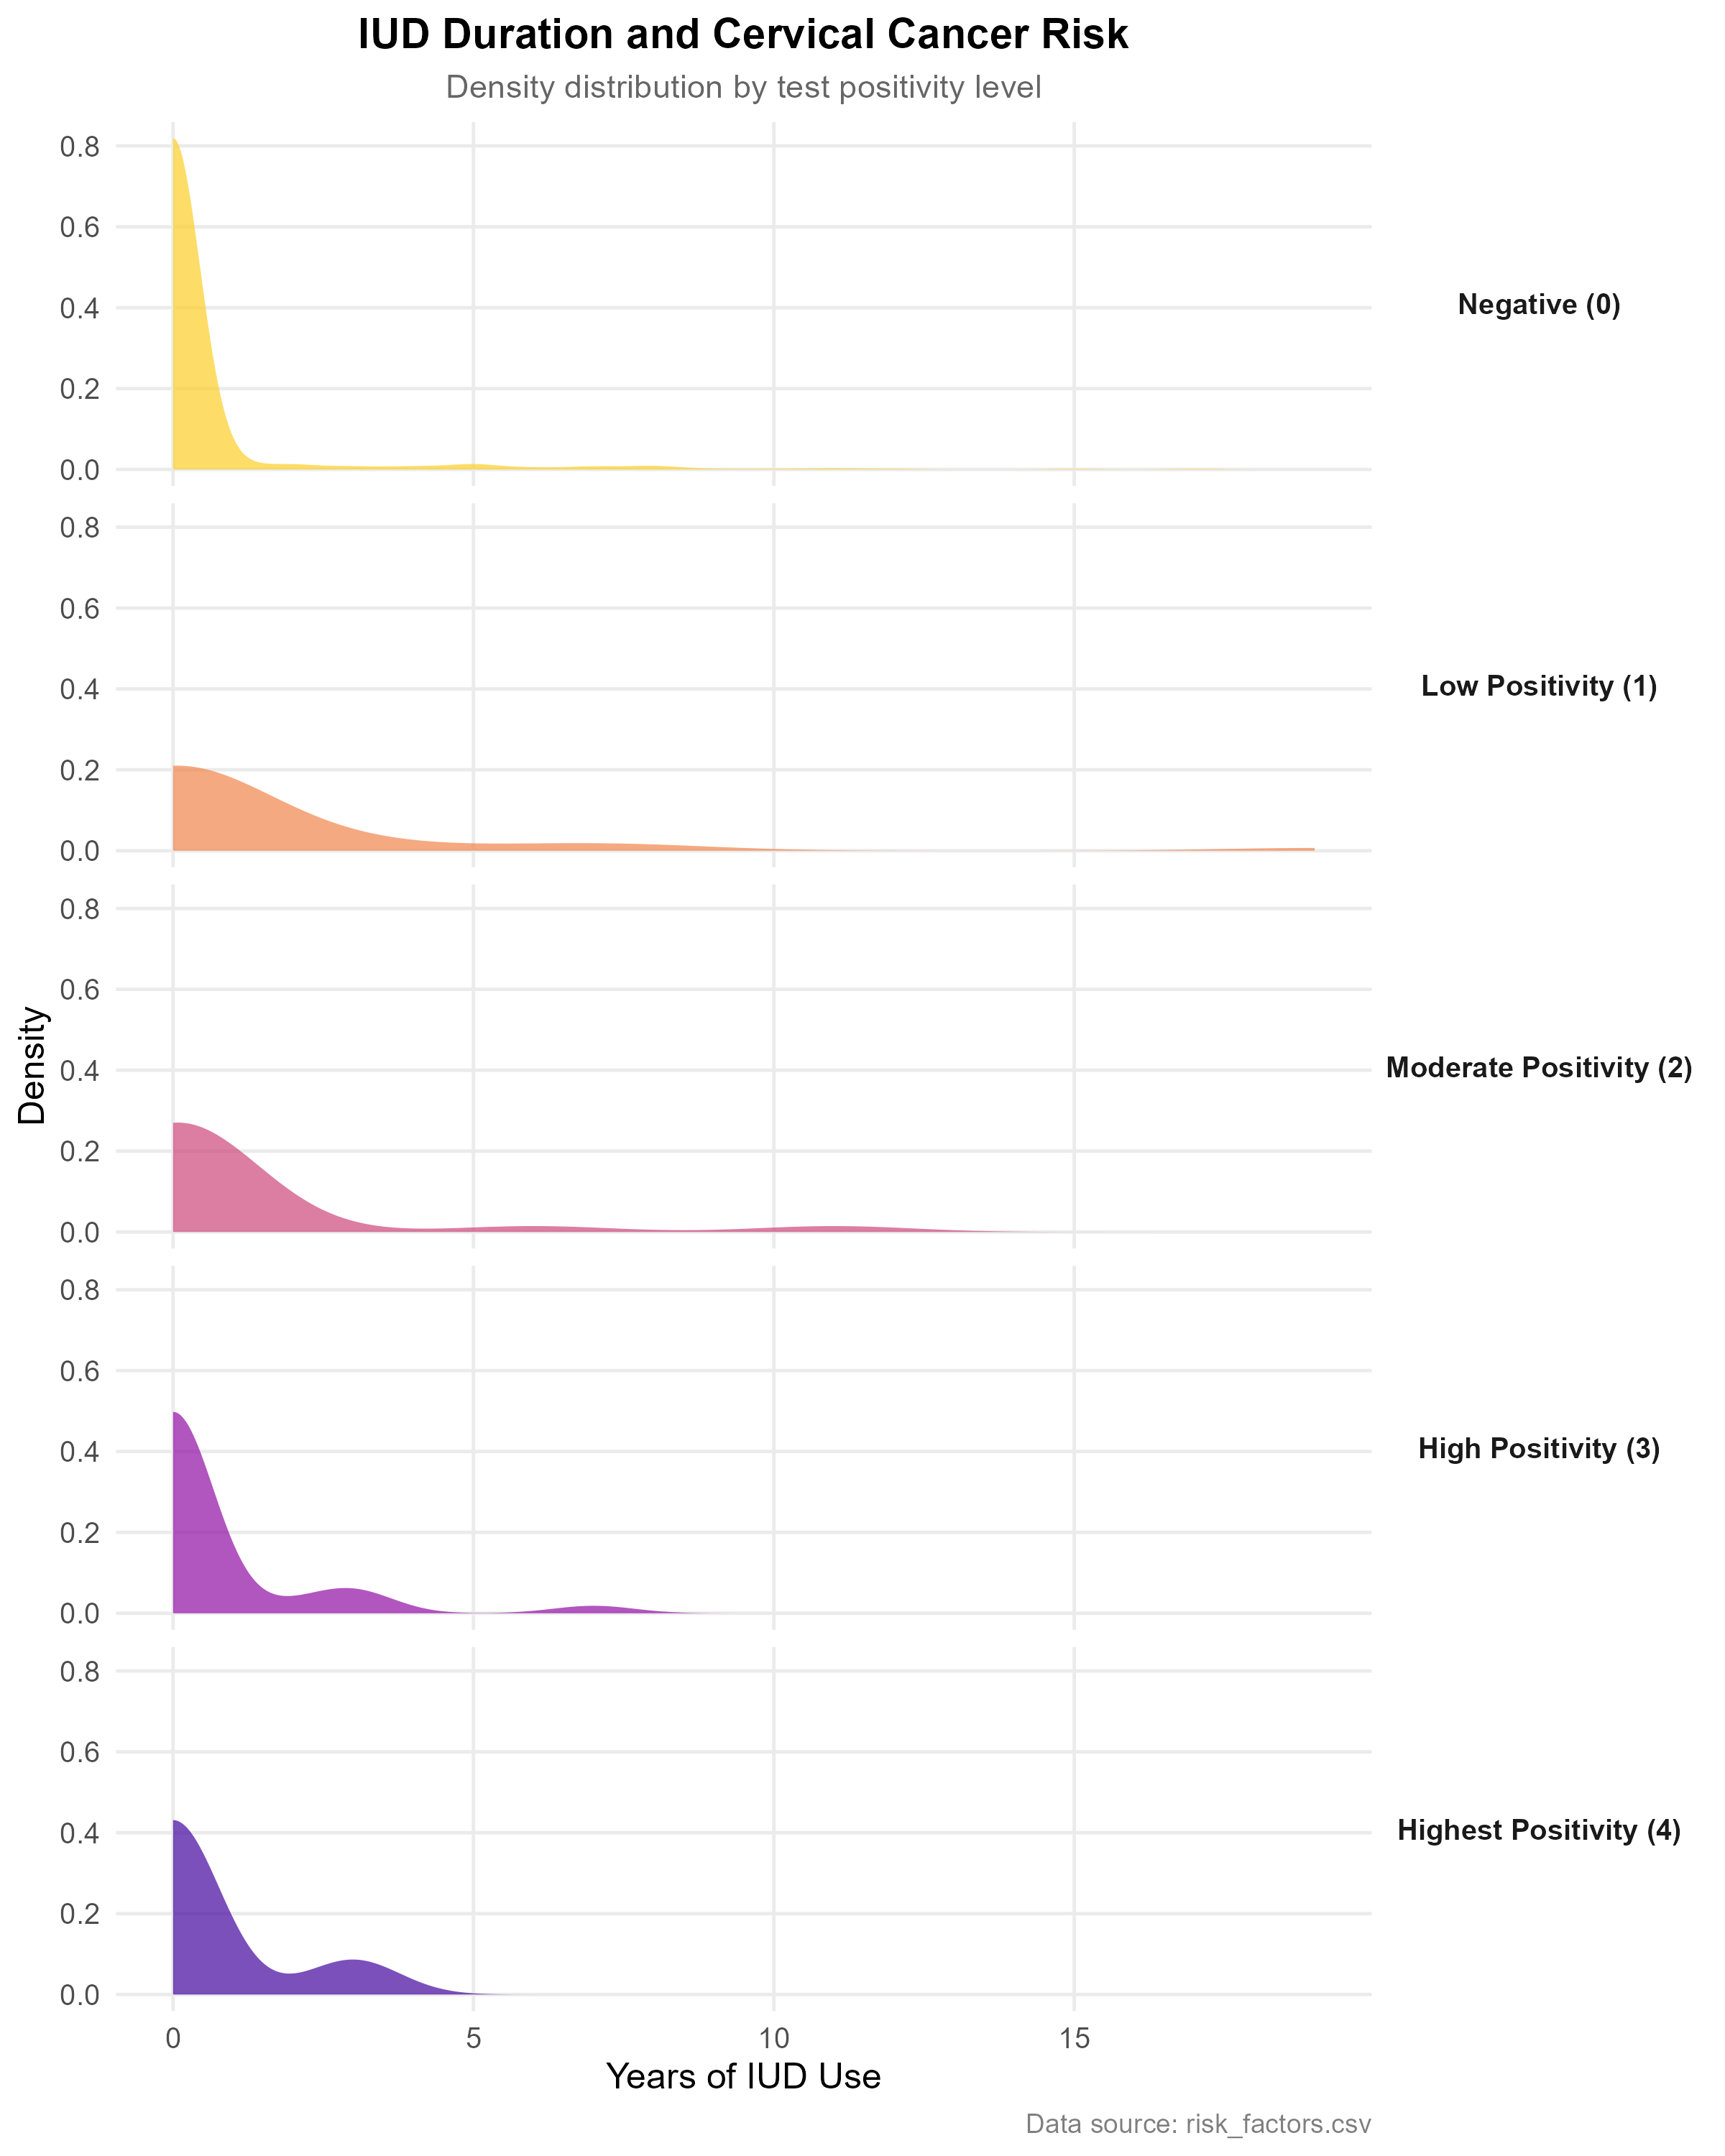 IUD Duration and Cervical Cancer Risk
Density distribution by test positivity level
0.8
0.6
0.4
0.2
0.0
Negative (0)
0.8
0.6
0.4
0.2
0.0
Low Positivity (1)
Density
0.8
0.6
0.4
0.2
0.0
Moderate Positivity (2)
0.8
0.6
0.4
0.2
0.0
High Positivity (3)
0.8
0.6
0.4
0.2
0.0
Highest Positivity (4)
0 5 10 15
Years of IUD Use
Data source: risk_factors.csv